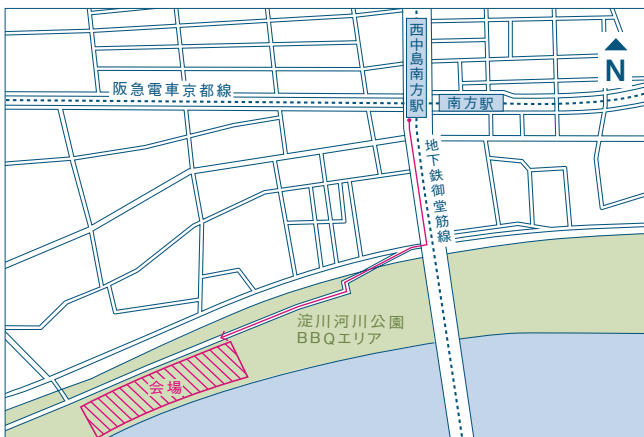 西中島南方駅
N
阪急電車京都線
南方駅
地下鉄御堂筋線
淀川河川公園
BBQエリア
会場